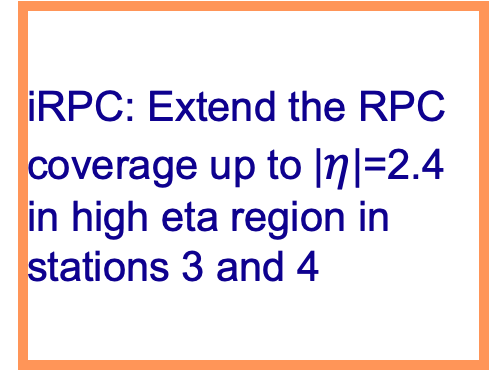 iRPC: Extend the RPC
coverage up to |η|=2.4
in high eta region in
stations 3 and 4